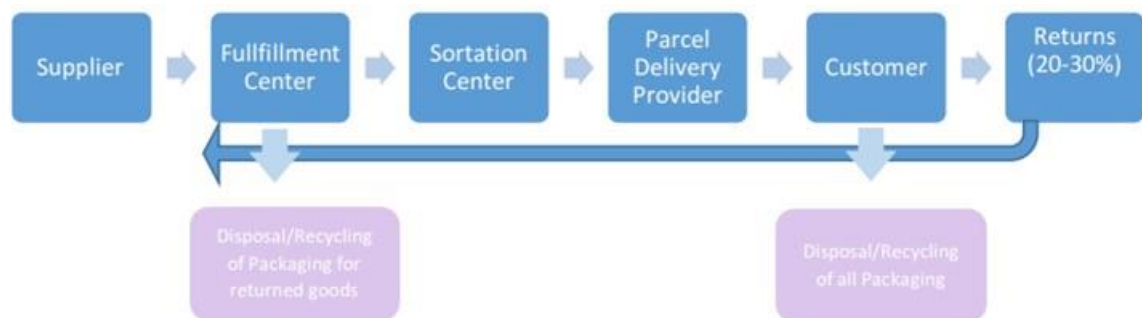 Supplier
Fullfillment
Center
Sortation
Center
Parcel
Delivery
Provider
Customer
Returns
(20-30%)
Disposal/Recycling
of Packaging for
returned goods
Disposal/Recycling
of all Packaging